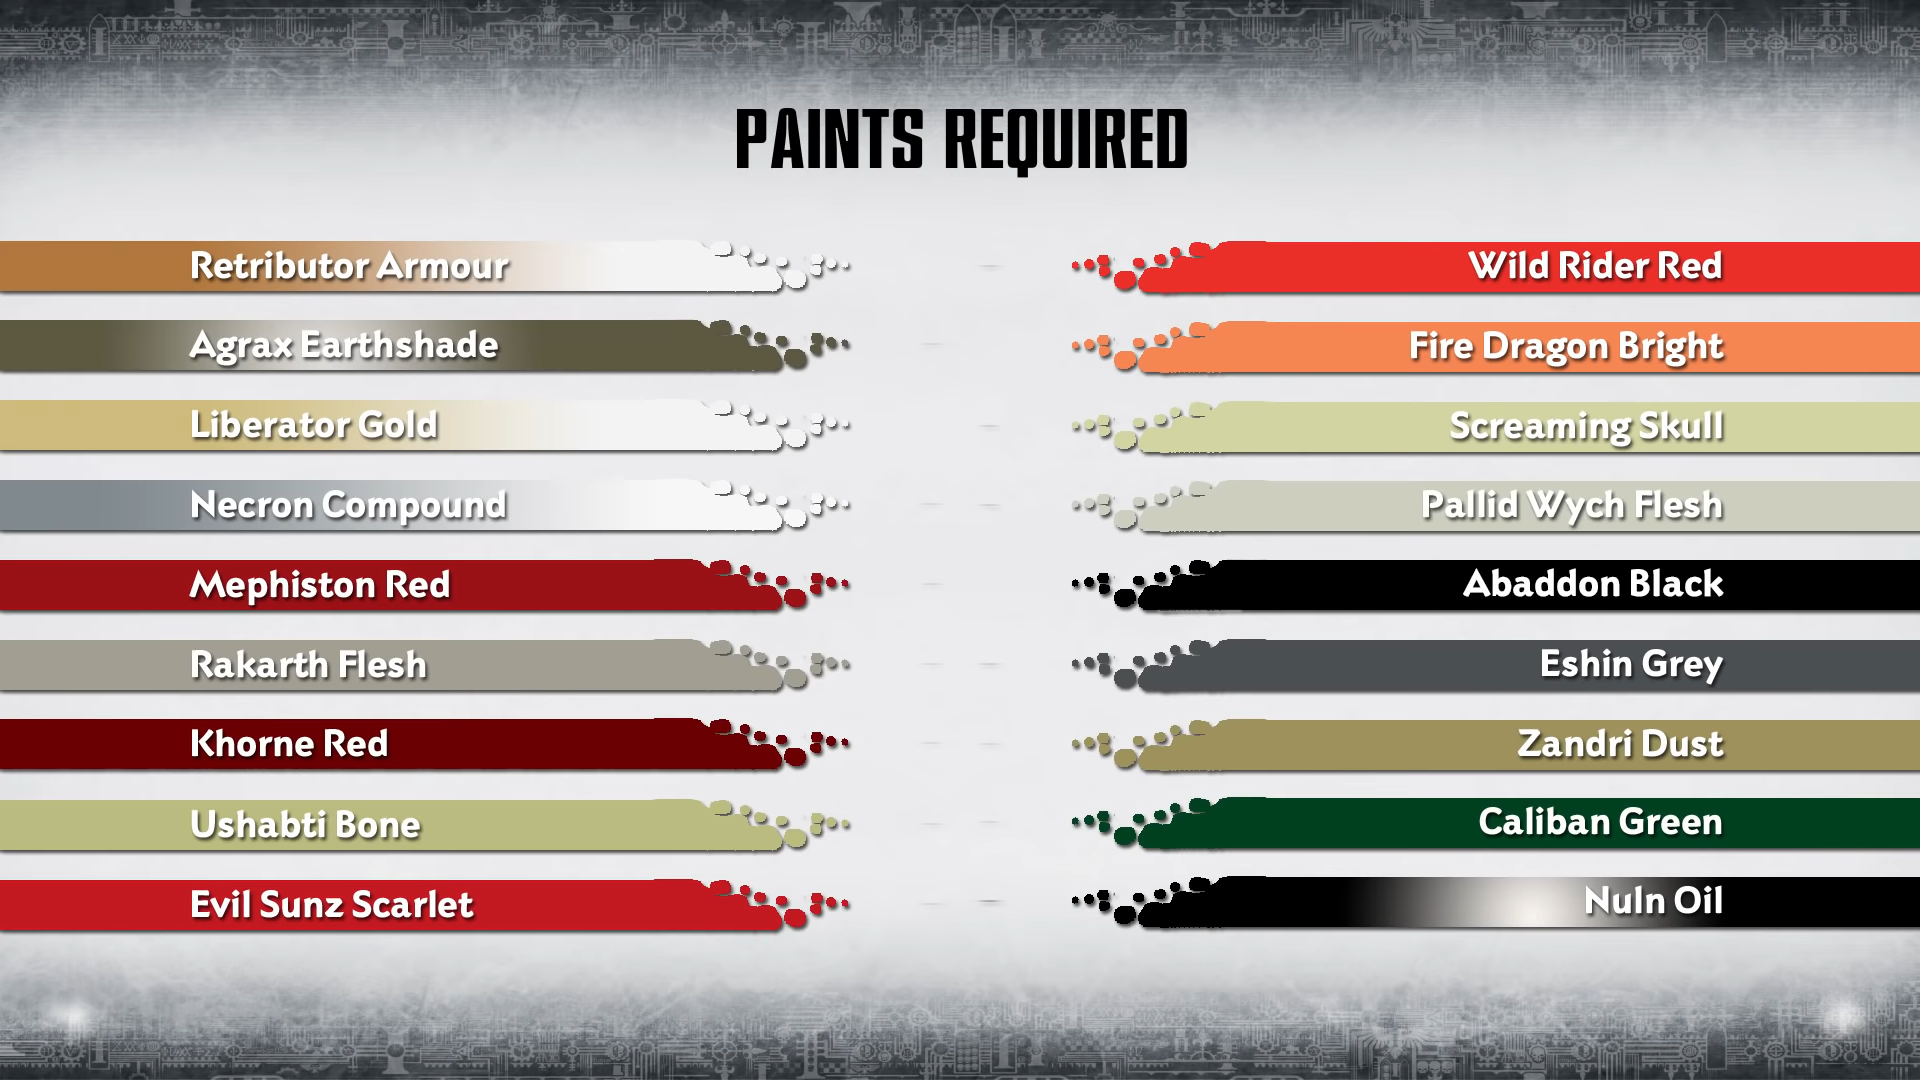 PAINTS REQUIRED
Retributor Armour
Agrax Earthshade
Liberator Gold
Necron Compound
Mephiston Red
Rakarth Flesh
Khorne Red
Ushabti Bone
Evil Sunz Scarlet
Wild Rider Red
Fire Dragon Bright
Screaming Skull
Pallid Wych Flesh
Abaddon Black
Eshin Grey
Zandri Dust
Caliban Green
Nuln Oil